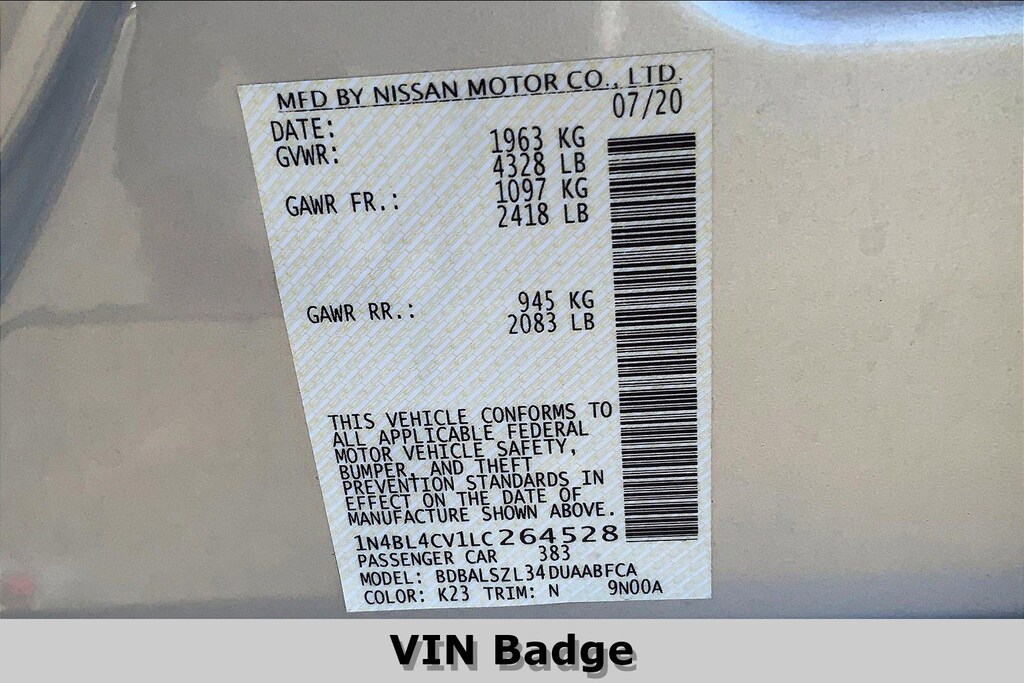 MFD BY NISSAN MOTOR CO., LTD.
DATE: 07/20
GVWR: 1963 KG
4328 LB
GAWR FR.: 1097 KG
2418 LB
GAWR RR.: 945 KG
2083 LB
THIS VEHICLE CONFORMS TO
ALL APPLICABLE FEDERAL
MOTOR VEHICLE SAFETY,
BUMPER, AND THEFT
PREVENTION STANDARDS IN
EFFECT ON THE DATE OF
MANUFACTURE SHOWN ABOVE.
1N4BL4CV1LC264528
PASSENGER CAR 383
MODEL: BDBALSZL34DUAABFCA
COLOR: K23 TRIM: N 9N00A
VIN Badge